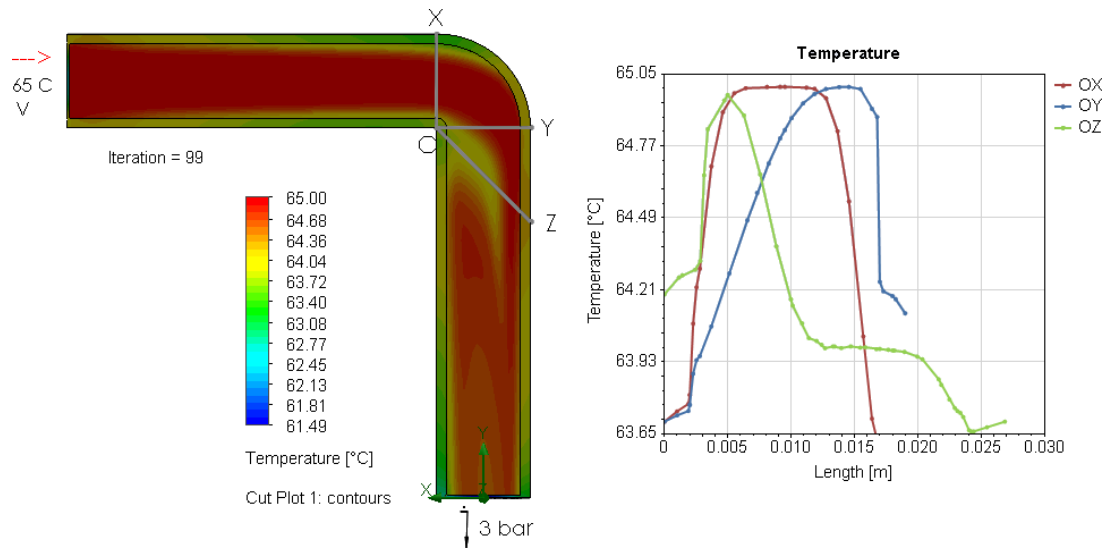 X
--->
65 C
V
Y
O
Iteration = 99
Z
65.00
64.68
64.36
64.04
63.72
63.40
63.08
62.77
62.45
62.13
61.81
61.49
Temperature [°C]
Cut Plot 1: contours
Y
X
Z
3 bar
Temperature
65.05
64.77
64.49
64.21
63.93
63.65
Temperature [°C]
0 0.005 0.010 0.015 0.020 0.025 0.030
Length [m]
OX
OY
OZ